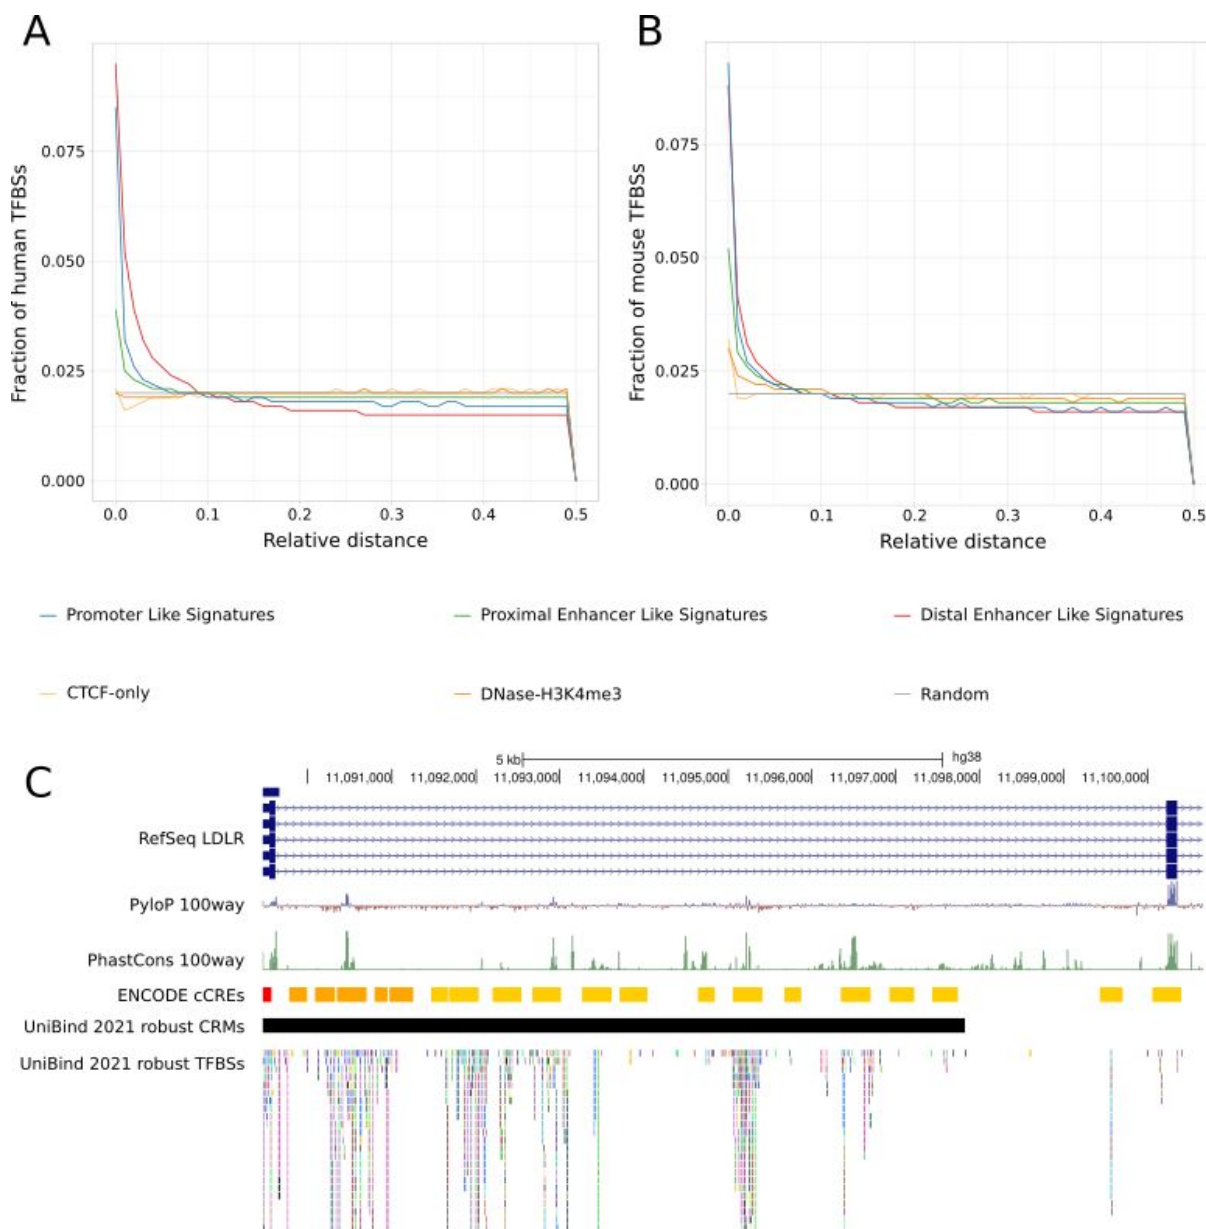 A
B
Fraction of human TFBSs
0.075
0.050
0.025
0.000
0.0 0.1 0.2 0.3 0.4 0.5
Relative distance
Fraction of mouse TFBSs
0.075
0.050
0.025
0.000
0.0 0.1 0.2 0.3 0.4 0.5
Relative distance
Promoter Like Signatures
Proximal Enhancer Like Signatures
Distal Enhancer Like Signatures
CTCF-only
DNase-H3K4me3
Random
C
5 kb hg38
11,091,000 11,092,000 11,093,000 11,094,000 11,095,000 11,096,000 11,097,000 11,098,000 11,099,000 11,100,000
RefSeq LDLR
PyloP 100way
PhastCons 100way
ENCODE cCREs
UniBind 2021 robust CRMs
UniBind 2021 robust TFBSs